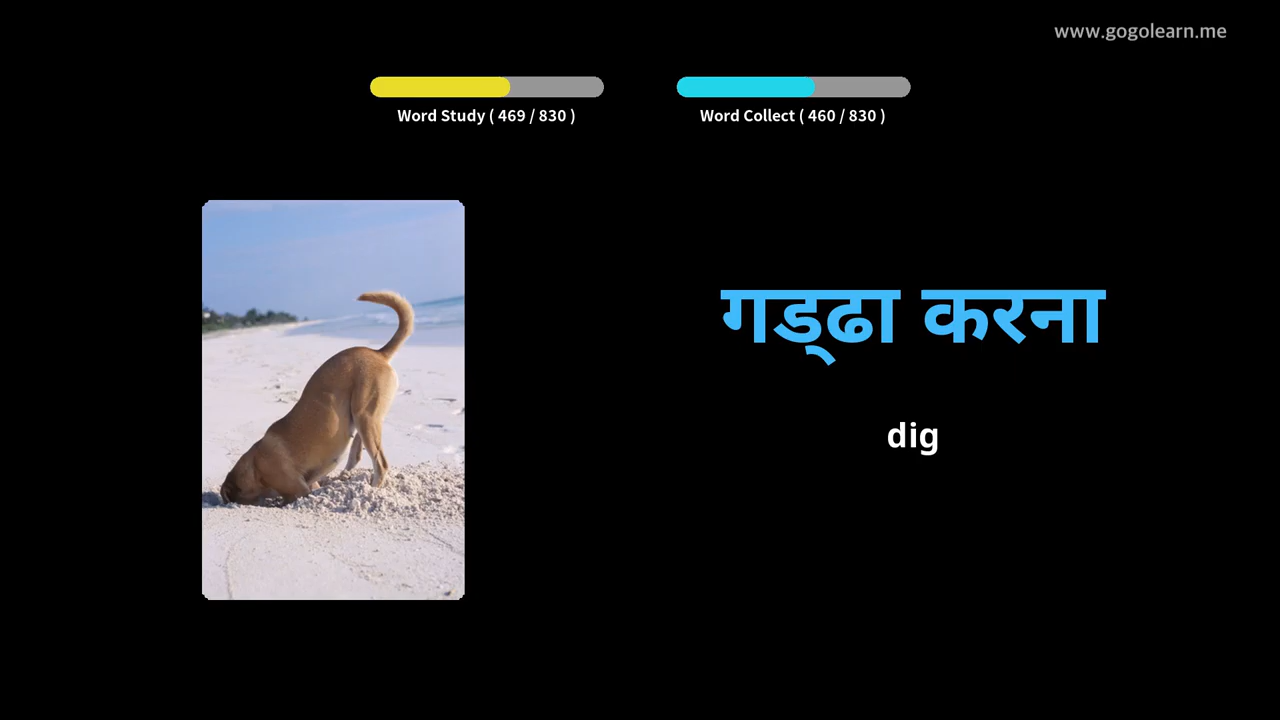 www.gogolearn.me
Word Study ( 469 / 830 )
Word Collect ( 460 / 830 )
गड्ढा करना
dig